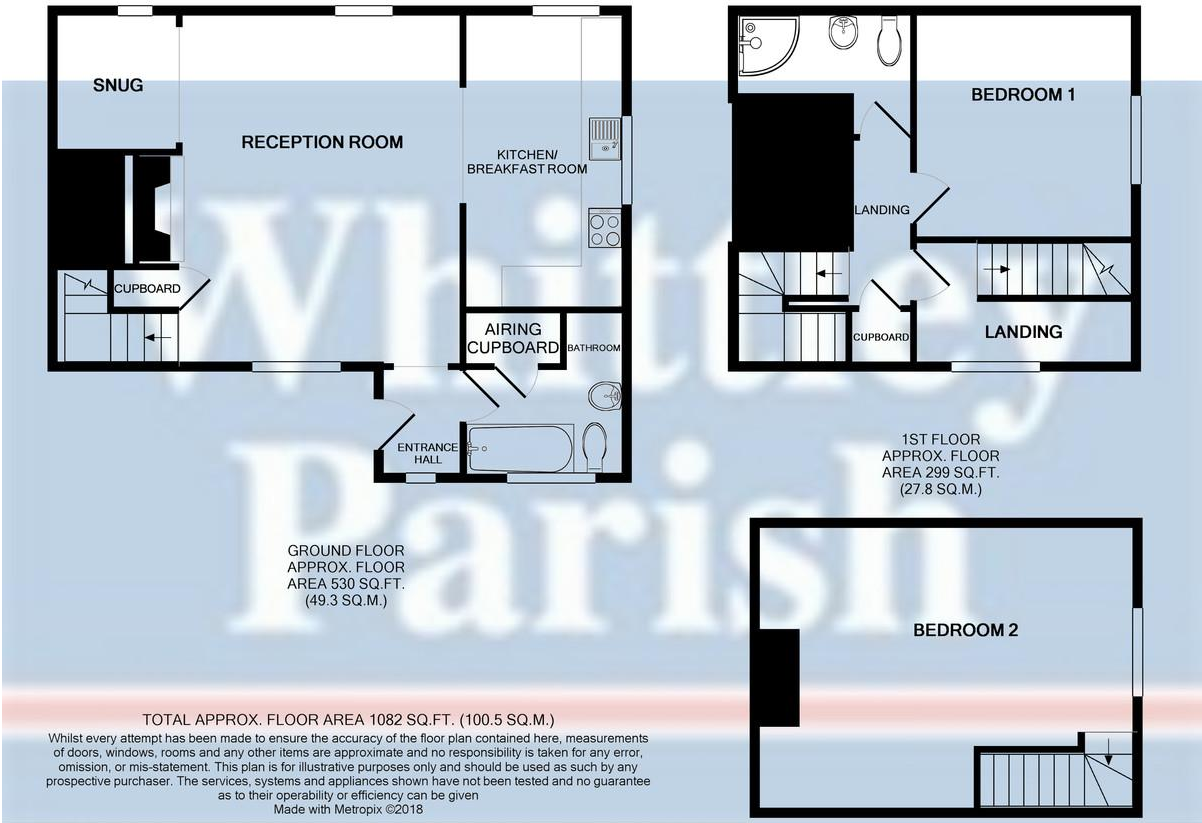 SNUG
RECEPTION ROOM
KITCHEN/
BREAKFAST ROOM
CUPBOARD
AIRING
CUPBOARD
BATHROOM
ENTRANCE
HALL
BEDROOM 1
LANDING
CUPBOARD
LANDING
1ST FLOOR
APPROX. FLOOR
AREA 299 SQ.FT.
(27.8 SQ.M.)
GROUND FLOOR
APPROX. FLOOR
AREA 530 SQ.FT.
(49.3 SQ.M.)
BEDROOM 2
Whittley
Parish
TOTAL APPROX. FLOOR AREA 1082 SQ.FT. (100.5 SQ.M.)
Whilst every attempt has been made to ensure the accuracy of the floor plan contained here, measurements
of doors, windows, rooms and any other items are approximate and no responsibility is taken for any error,
omission, or mis-statement. This plan is for illustrative purposes only and should be used as such by any
prospective purchaser. The services, systems and appliances shown have not been tested and no guarantee
as to their operability or efficiency can be given
Made with Metropix ©2018